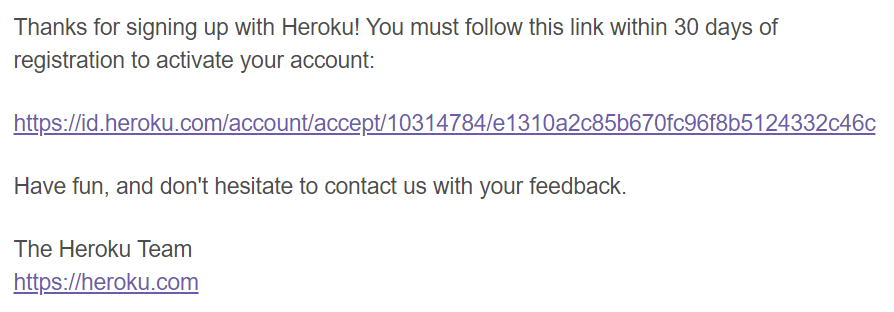 Thanks for signing up with Heroku! You must follow this link within 30 days of
registration to activate your account:
https://id.heroku.com/account/accept/10314784/e1310a2c85b670fc96f8b5124332c46c
Have fun, and don't hesitate to contact us with your feedback.
The Heroku Team
https://heroku.com